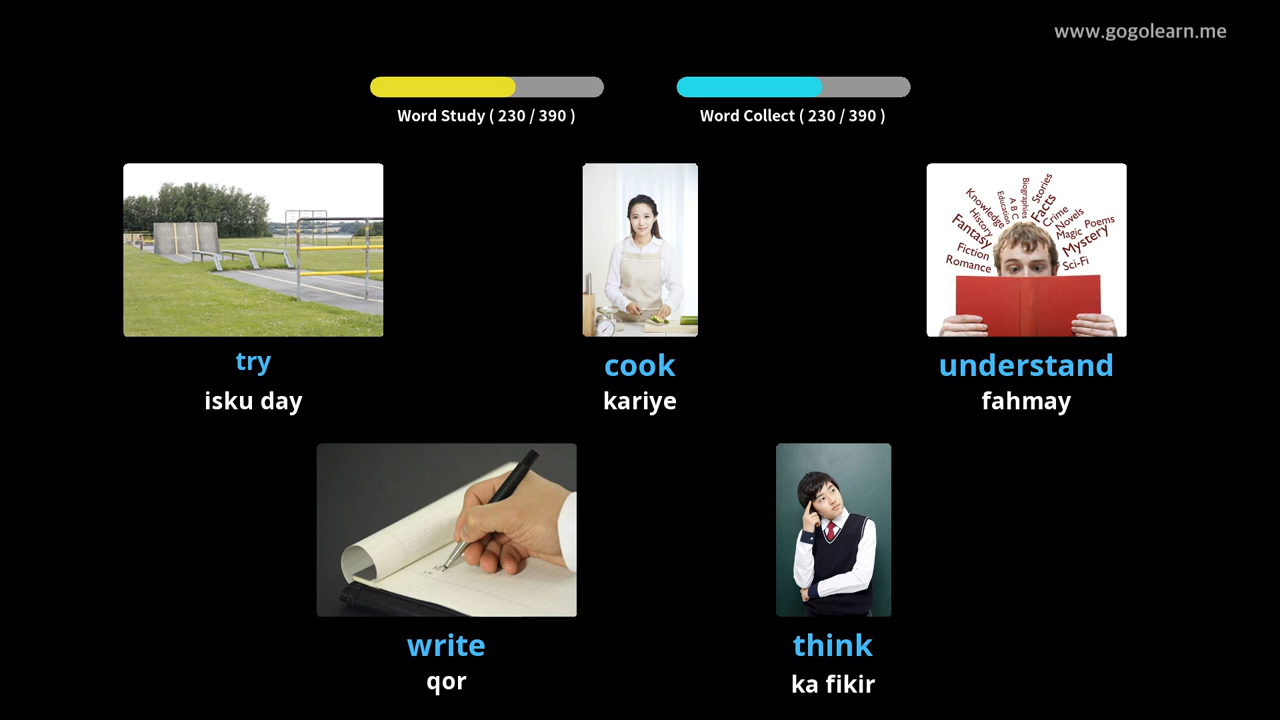 www.gogolearn.me
Word Study ( 230 / 390 )
Word Collect ( 230 / 390 )
Stories
Biographies
Knowledge
Education
A B C
Facts
History
Crime
Novels
Fantasy
Magic
Poems
Fiction
Mystery
Romance
Sci-Fi
try
cook
understand
isku day
kariye
fahmay
write
think
qor
ka fikir